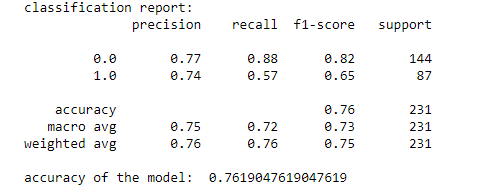 classification report:
precision recall f1-score support
0.0 0.77 0.88 0.82 144
1.0 0.74 0.57 0.65 87
accuracy 0.76 231
macro avg 0.75 0.72 0.73 231
weighted avg 0.76 0.76 0.75 231
accuracy of the model: 0.7619047619047619